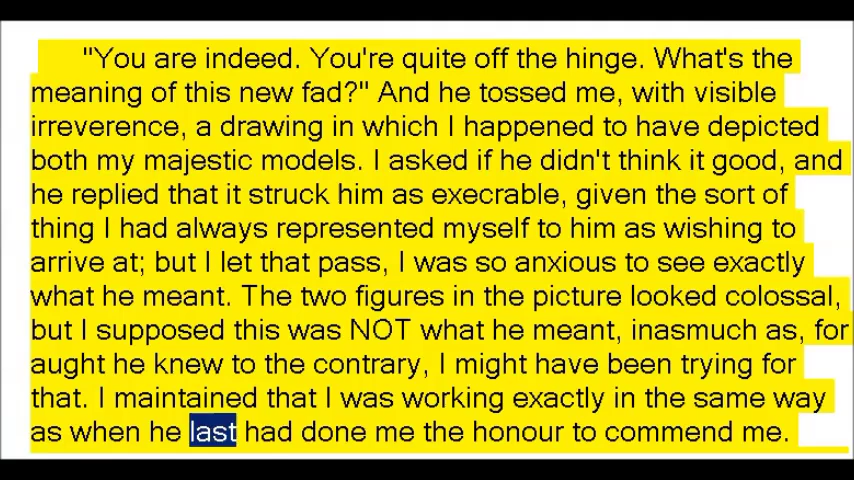 "You are indeed. You're quite off the hinge. What's the
meaning of this new fad?" And he tossed me, with visible
irreverence, a drawing in which I happened to have depicted
both my majestic models. I asked if he didn't think it good, and
he replied that it struck him as execrable, given the sort of
thing I had always represented myself to him as wishing to
arrive at; but I let that pass, I was so anxious to see exactly
what he meant. The two figures in the picture looked colossal,
but I supposed this was NOT what he meant, inasmuch as, for
aught he knew to the contrary, I might have been trying for
that. I maintained that I was working exactly in the same way
as when he last had done me the honour to commend me.